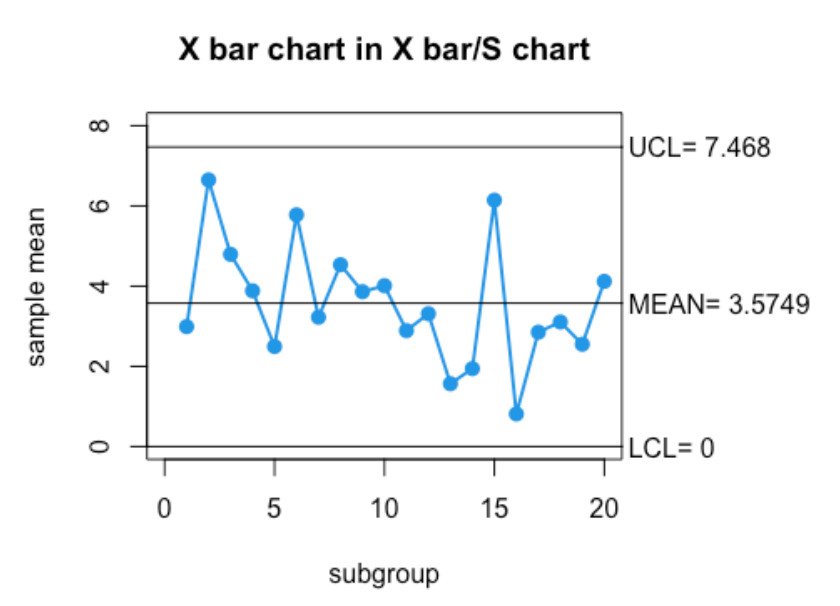 X bar chart in X bar/S chart
sample mean
8
6
4
2
0
UCL= 7.468
MEAN= 3.5749
LCL= 0
0 5 10 15 20
subgroup